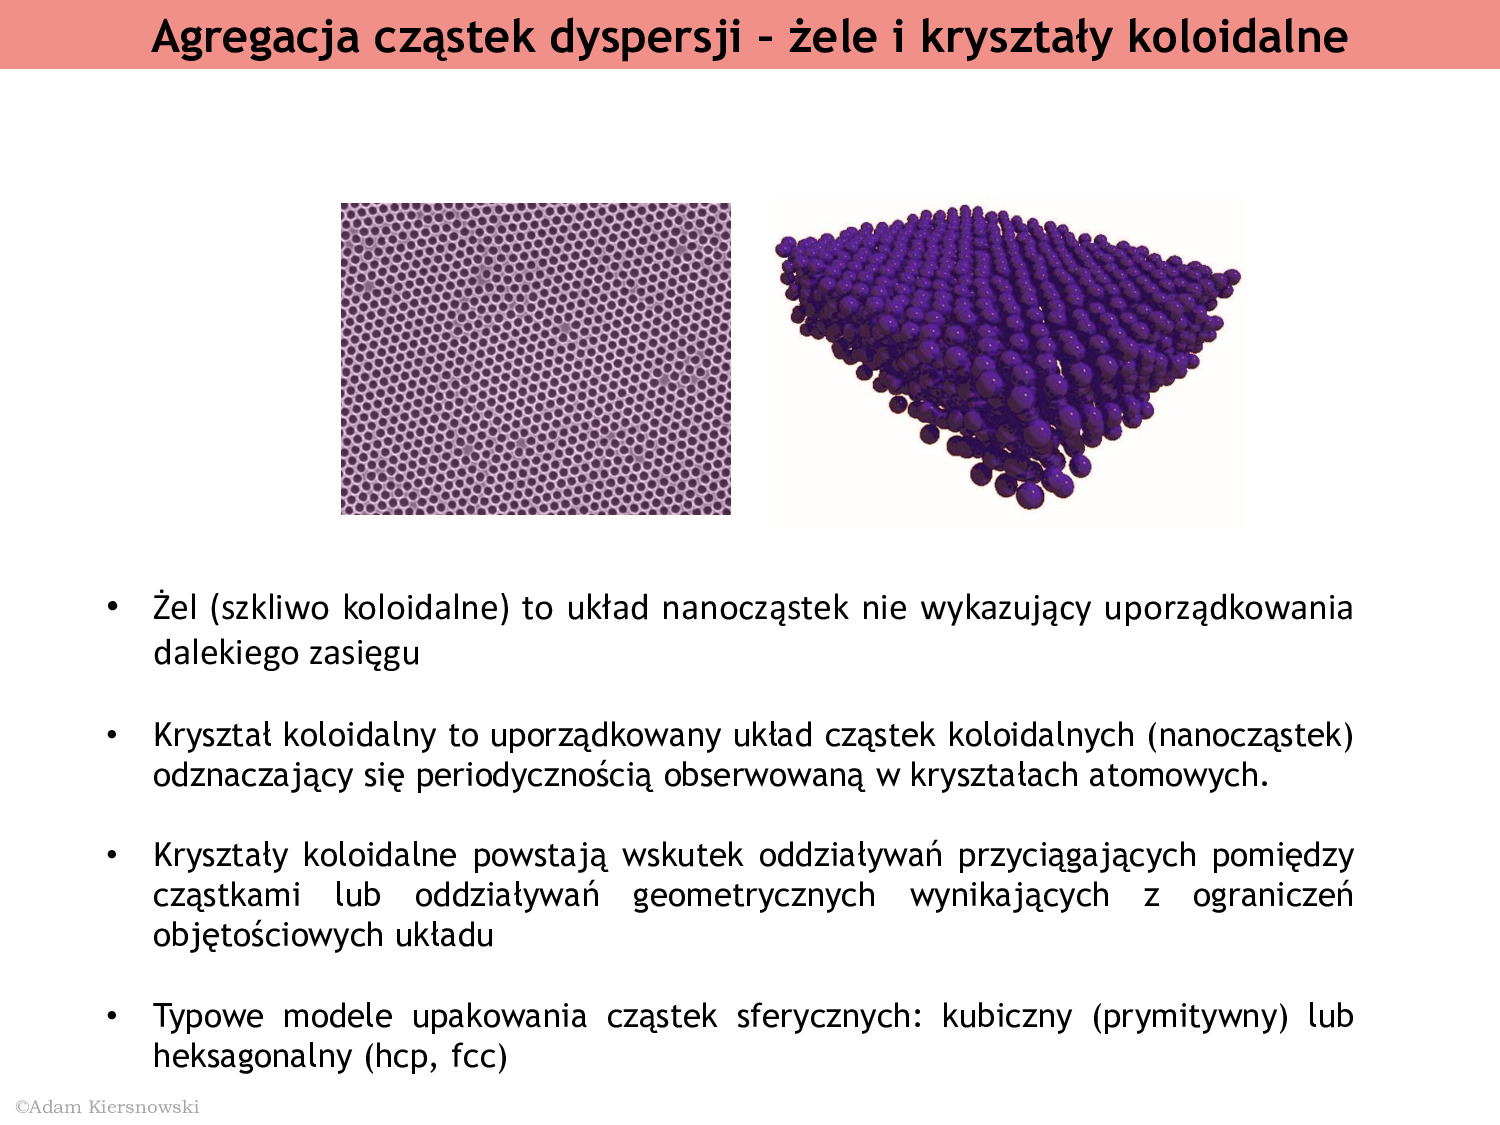 Agregacja cząstek dyspersji – żele i kryształy koloidalne
• Żel (szkliwo koloidalne) to układ nanocząstek nie wykazujący uporządkowania
dalekiego zasięgu
• Kryształ koloidalny to uporządkowany układ cząstek koloidalnych (nanocząstek)
odznaczający się periodycznością obserwowaną w kryształach atomowych.
• Kryształy koloidalne powstają wskutek oddziaływań przyciągających pomiędzy
cząstkami lub oddziaływań geometrycznych wynikających z ograniczeń
objętościowych układu
• Typowe modele upakowania cząstek sferycznych: kubiczny (prymitywny) lub
heksagonalny (hcp, fcc)
©Adam Kiersnowski